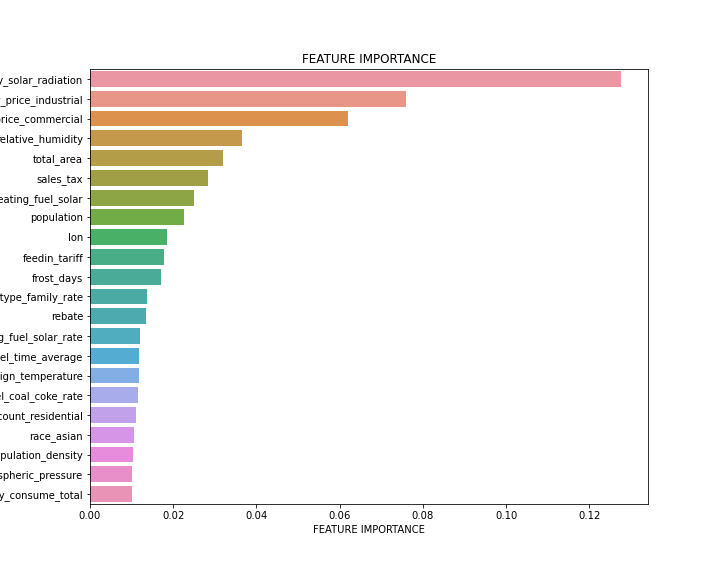 FEATURE IMPORTANCE
y_solar_radiation
_price_industrial
price_commercial
relative_humidity
total_area
sales_tax
eating_fuel_solar
population
lon
feedin_tariff
frost_days
type_family_rate
rebate
g_fuel_solar_rate
el_time_average
ign_temperature
el_coal_coke_rate
count_residential
race_asian
pulation_density
spheric_pressure
y_consume_total
0.00 0.02 0.04 0.06 0.08 0.10 0.12
FEATURE IMPORTANCE